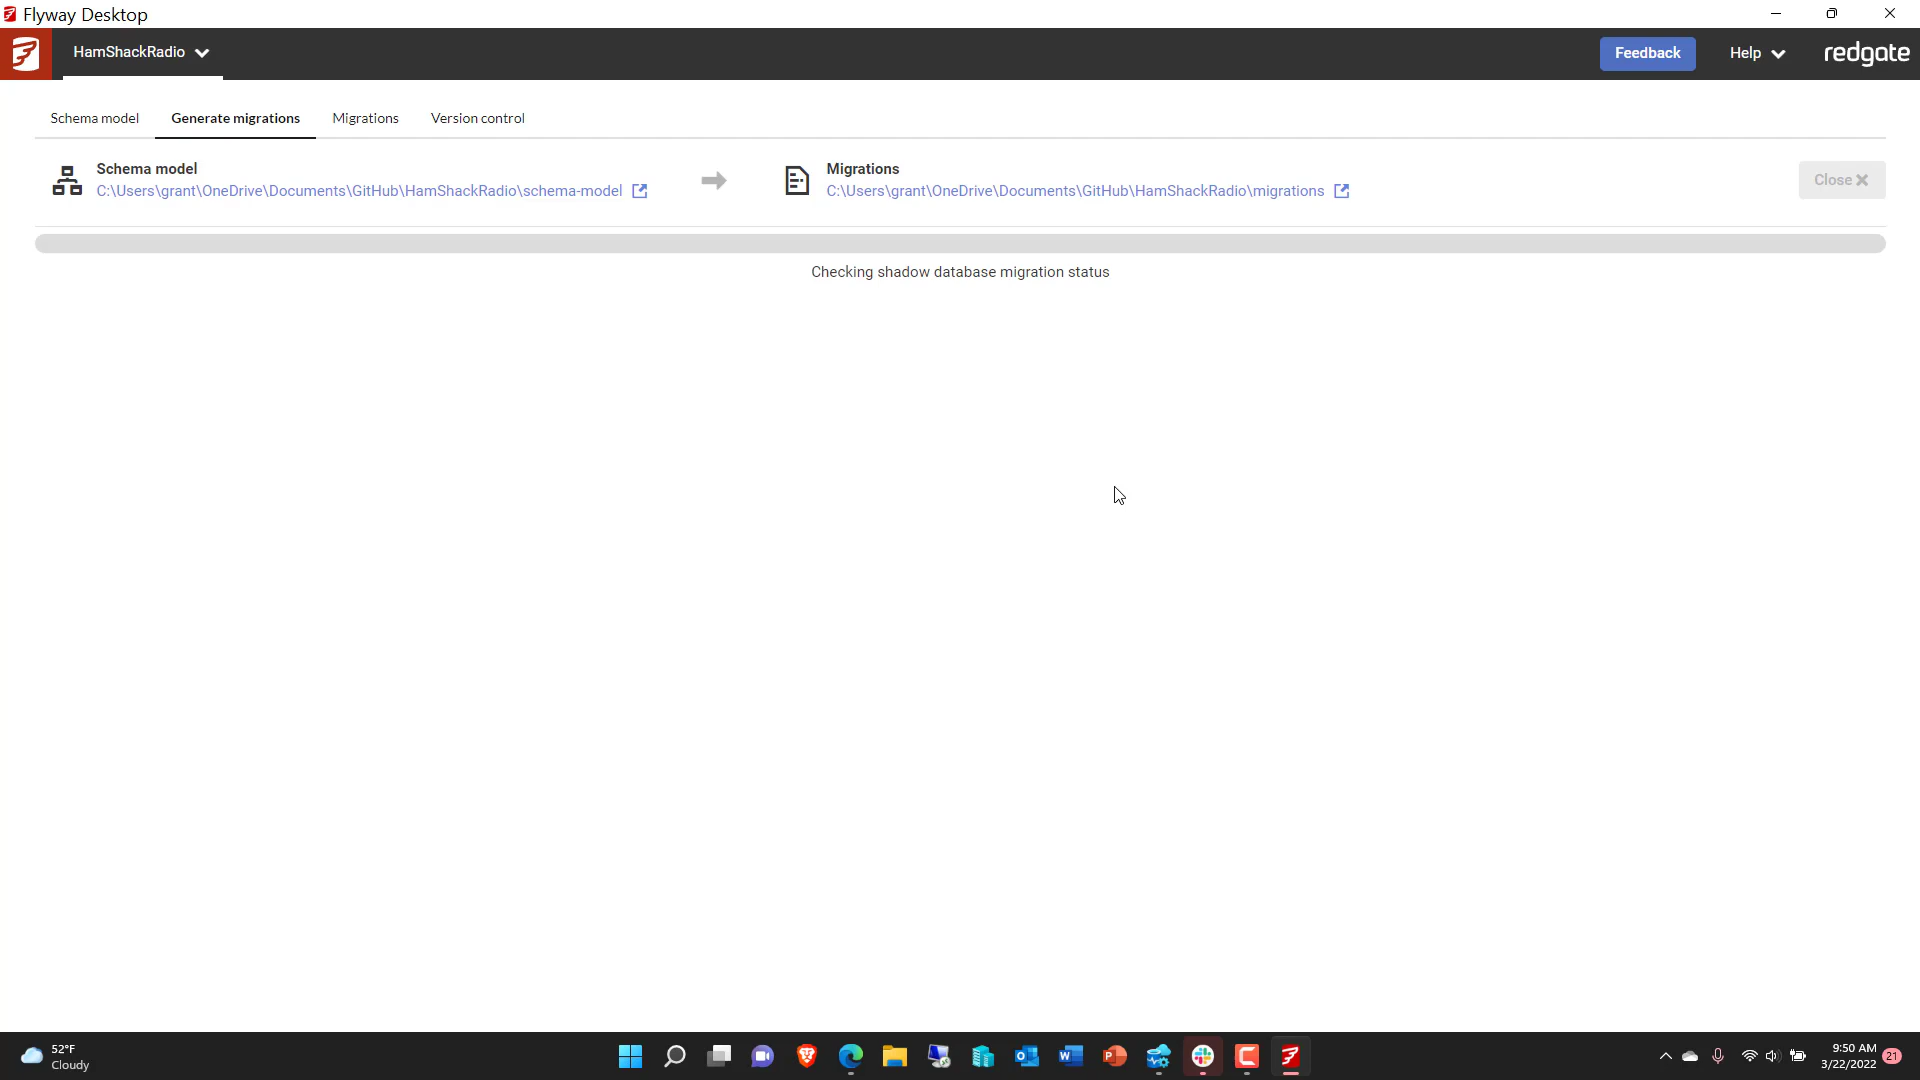 Flyway Desktop
HamShackRadio
Feedback
Help
redgate
Schema model
Generate migrations
Migrations
Version control
Schema model
C:\Users\grant\OneDrive\Documents\GitHub\HamShackRadio\schema-model
Migrations
C:\Users\grant\OneDrive\Documents\GitHub\HamShackRadio\migrations
Close
Checking shadow database migration status
52°F
Cloudy
9:50 AM
3/22/2022
21